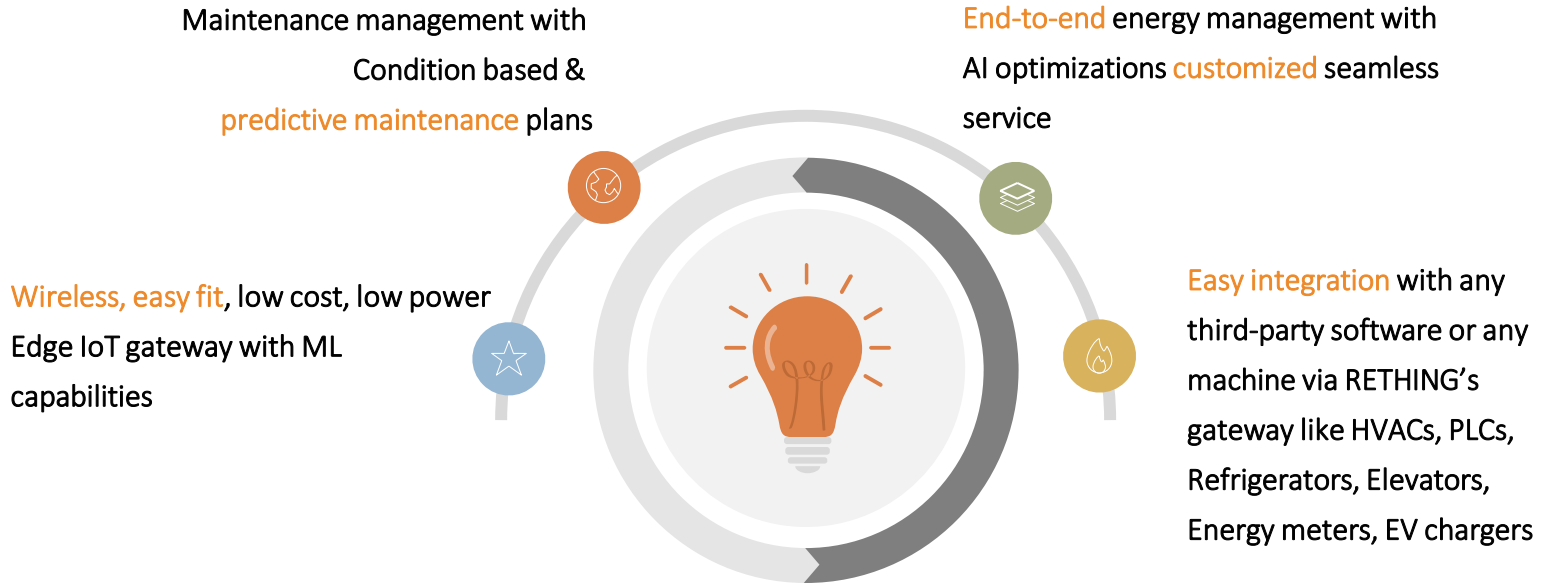 Maintenance management with
Condition based &
predictive maintenance plans
End-to-end energy management with
AI optimizations customized seamless
service
Wireless, easy fit, low cost, low power
Edge IoT gateway with ML
capabilities
Easy integration with any
third-party software or any
machine via RETHING’s
gateway like HVACs, PLCs,
Refrigerators, Elevators,
Energy meters, EV chargers